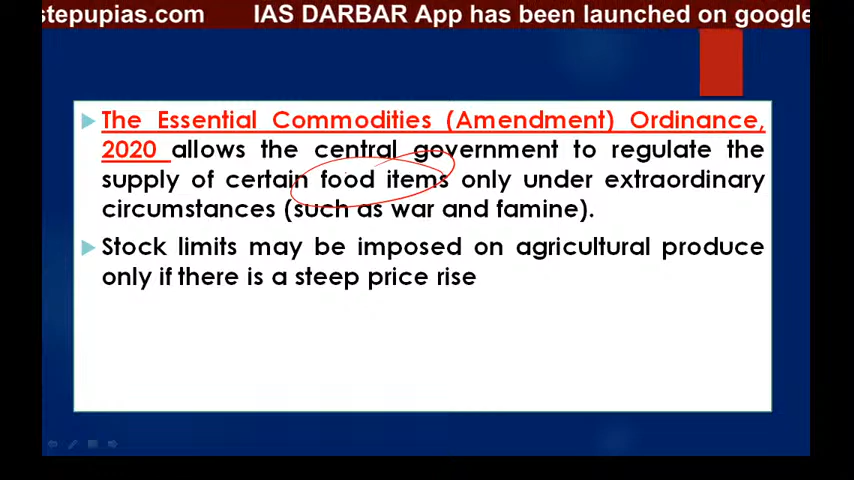 stepupias.com IAS DARBAR App has been launched on google
The Essential Commodities (Amendment) Ordinance,
2020 allows the central government to regulate the
supply of certain food items only under extraordinary
circumstances (such as war and famine).
Stock limits may be imposed on agricultural produce
only if there is a steep price rise